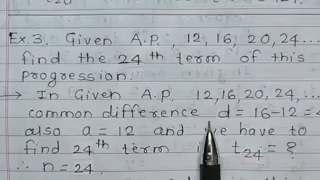 Ex.3. Given A.P., 12, 16, 20, 24....
find the 24th term of this
progression.
→ In Given A.P. 12, 16, 20, 24, ....
common difference d = 16-12 =
also a = 12 and we have to
find 24th term t24 = ?
∴ n = 24